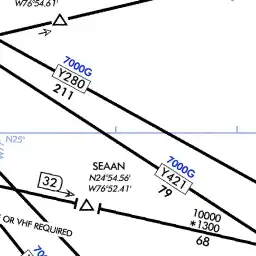 W76°54.61'
7000G
Y280
211
N25°
W77°
SEAAN
N24°54.56'
W76°52.41'
32
7000G
Y421
79
10000
*1300
68
OR VHF REQUIRED